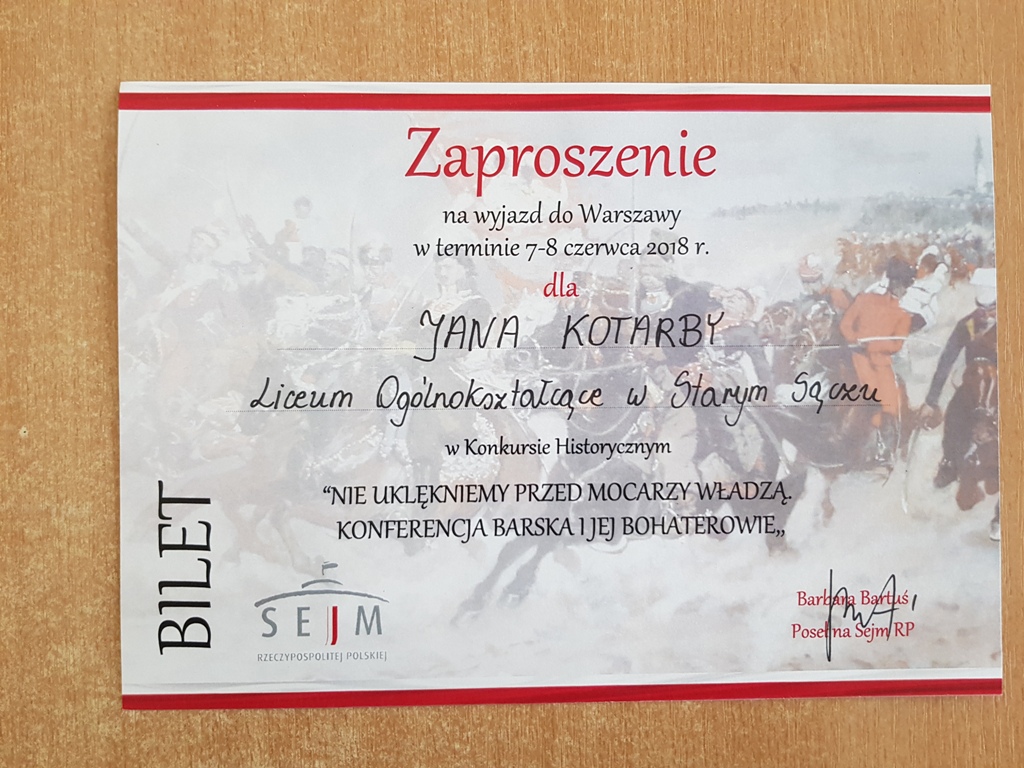 Zaproszenie
na wyjazd do Warszawy
w terminie 7-8 czerwca 2018 r.
dla
JANA KOTARBY
Liceum Ogólnokształcące w Starym Sączu
w Konkursie Historycznym
“NIE UKLĘKNIEMY PRZED MOCARZY WŁADZĄ.
KONFERENCJA BARSKA I JEJ BOHATEROWIE„
BILET
SEJM
RZECZYPOSPOLITEJ POLSKIEJ
Barbara Bartuś
Poseł na Sejm RP